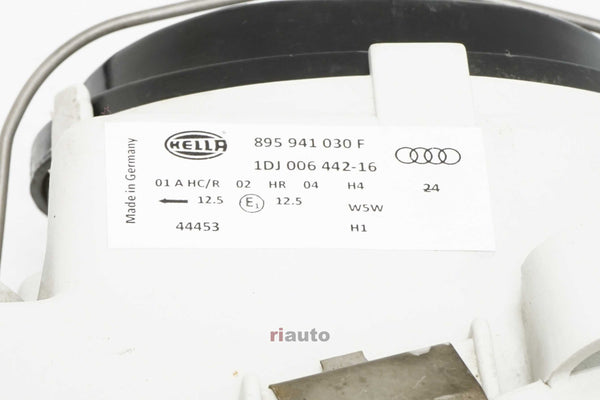 Made in Germany
HELLA
895 941 030 F
1DJ 006 442-16
01 A HC/R 02 HR 04 H4 24
12.5 E1 12.5 W5W
44453 H1
riauto